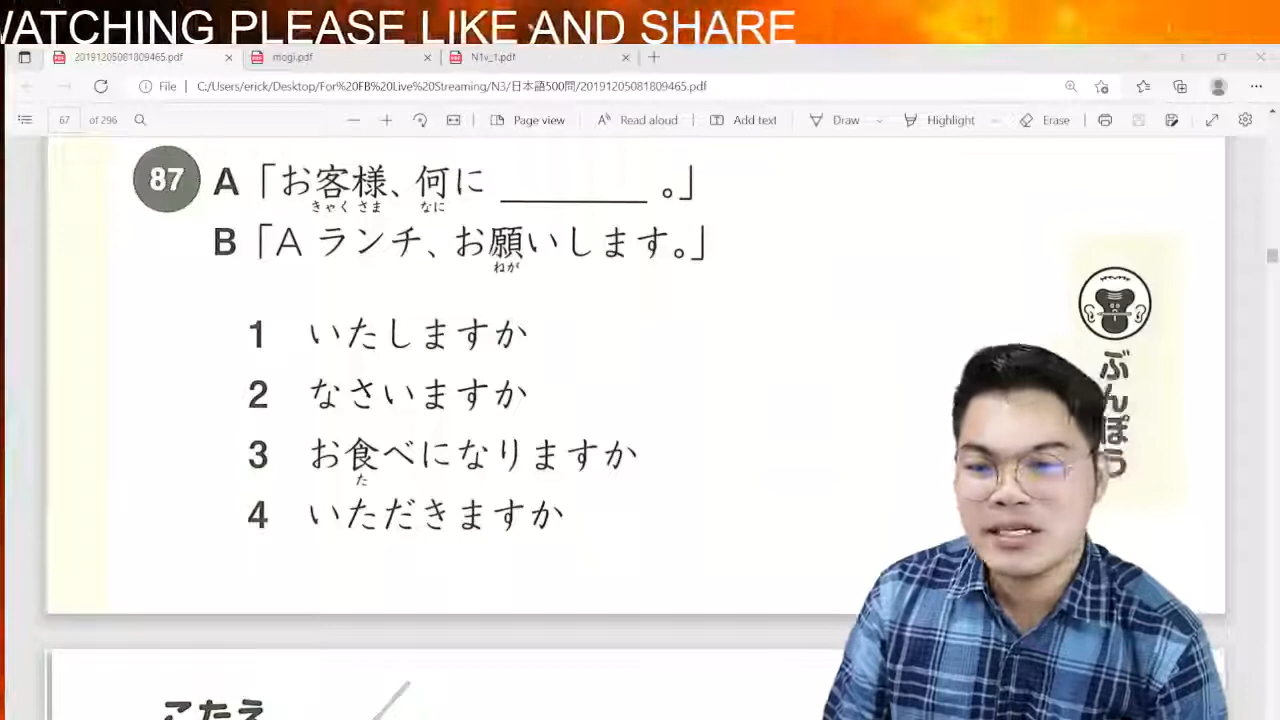 WATCHING PLEASE LIKE AND SHARE
20191205081809465.pdf
mogi.pdf
N1v_1.pdf
File
C:/Users/erick/Desktop/For%20FB%20Live%20Streaming/N3/日本語500問/20191205081809465.pdf
67 of 296
Page view
Read aloud
Add text
Draw
Highlight
Erase
87 A「お客様、何に ________ 。」
きゃく さま なに
B「A ランチ、お願いします。」
ねが
1 いたしますか
2 なさいますか
3 お食べになりますか
た
4 いただきますか
ぶんぽう
こたえ